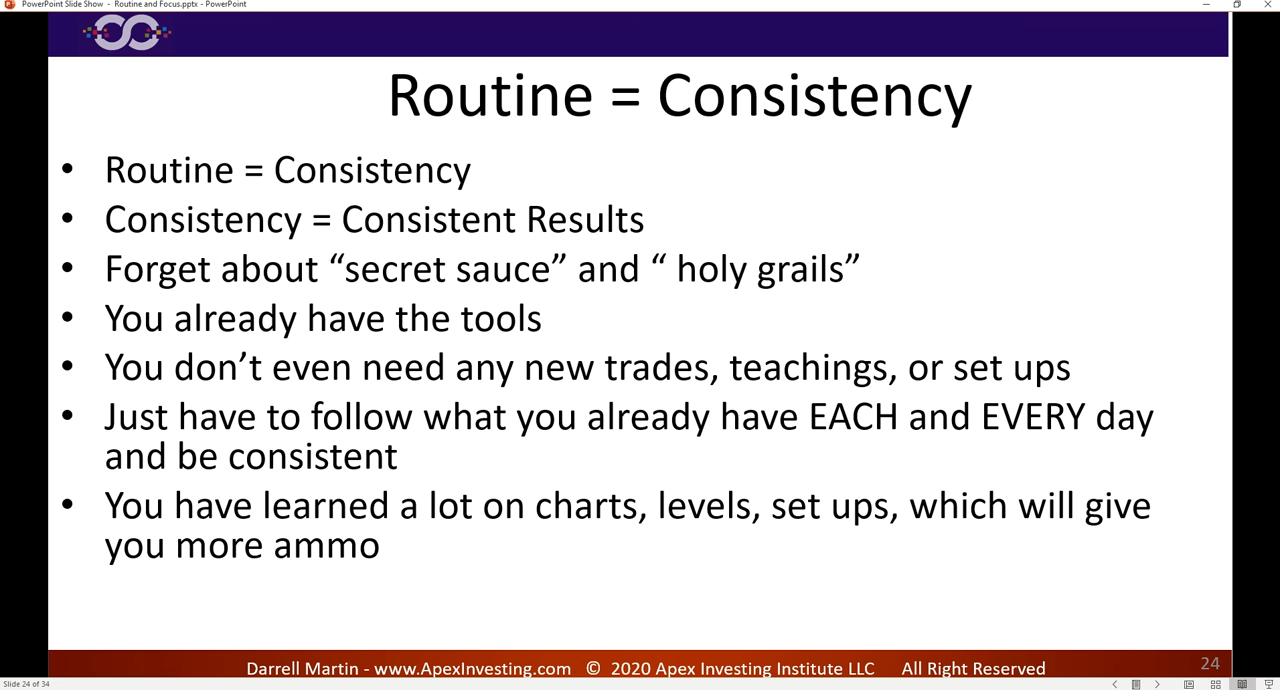 PowerPoint Slide Show - Routine and Focus.pptx - PowerPoint
Routine = Consistency
• Routine = Consistency
• Consistency = Consistent Results
• Forget about “secret sauce” and “ holy grails”
• You already have the tools
• You don’t even need any new trades, teachings, or set ups
• Just have to follow what you already have EACH and EVERY day
and be consistent
• You have learned a lot on charts, levels, set ups, which will give
you more ammo
Darrell Martin - www.ApexInvesting.com © 2020 Apex Investing Institute LLC All Right Reserved
24
Slide 24 of 34